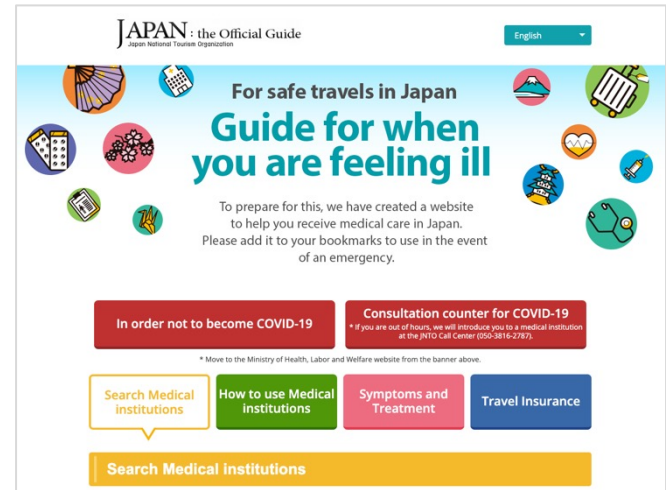 JAPAN : the Official Guide
Japan National Tourism Organization
English
For safe travels in Japan
Guide for when
you are feeling ill
To prepare for this, we have created a website
to help you receive medical care in Japan.
Please add it to your bookmarks to use in the event
of an emergency.
In order not to become COVID-19
Consultation counter for COVID-19
* If you are out of hours, we will introduce you to a medical institution
at the JNTO Call Center (050-3816-2787).
* Move to the Ministry of Health, Labor and Welfare website from the banner above.
Search Medical
institutions
How to use Medical
institutions
Symptoms and
Treatment
Travel Insurance
Search Medical institutions